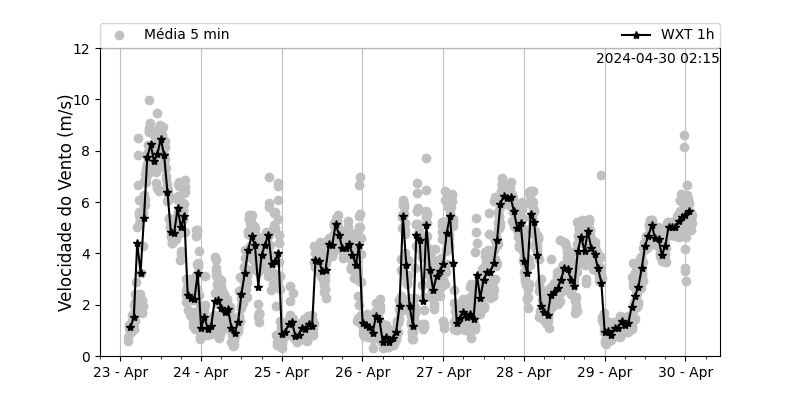 Média 5 min
WXT 1h
2024-04-30 02:15
Velocidade do Vento (m/s)
12
10
8
6
4
2
0
23 - Apr 24 - Apr 25 - Apr 26 - Apr 27 - Apr 28 - Apr 29 - Apr 30 - Apr